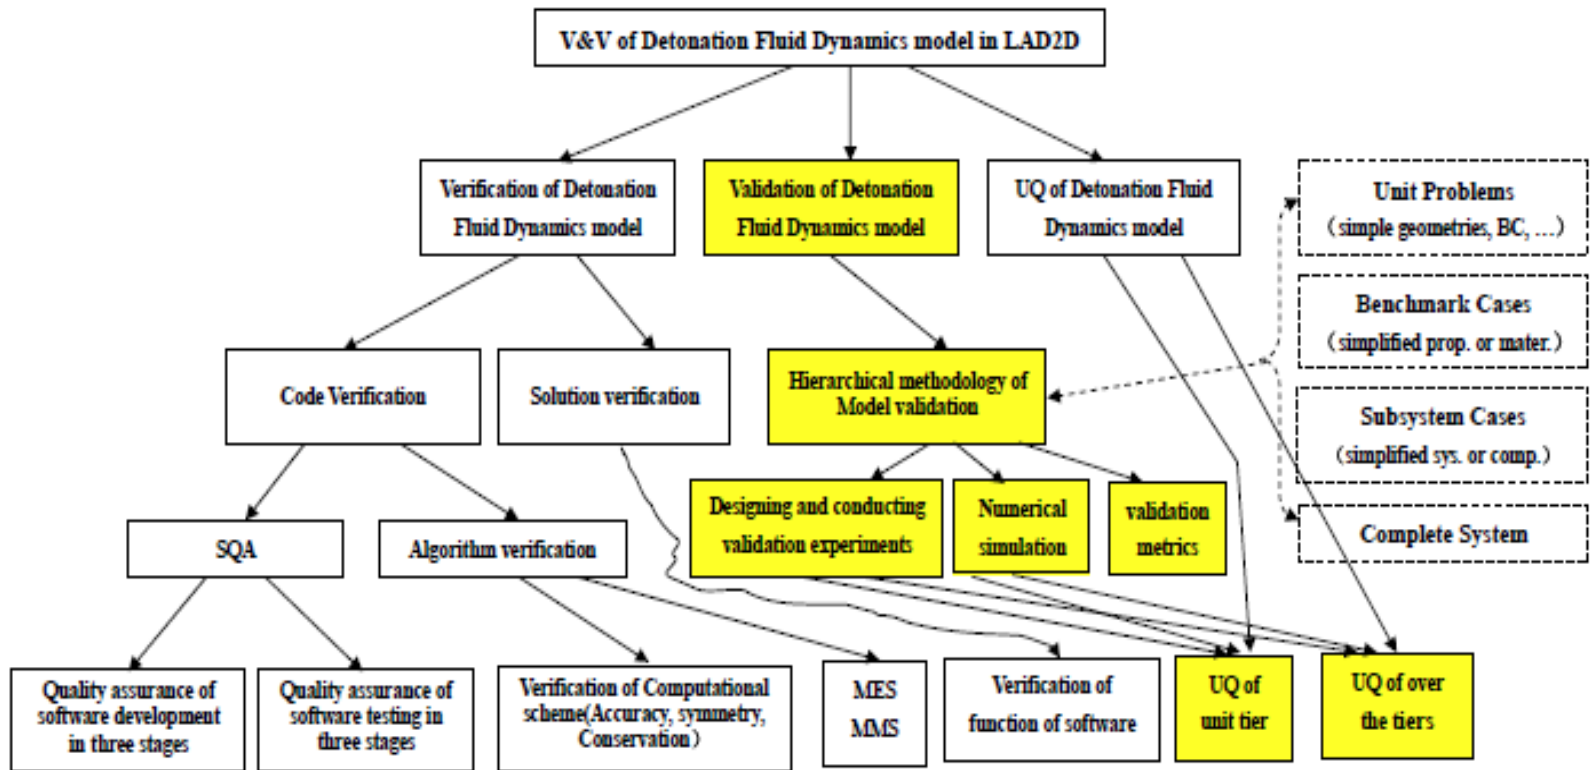 V&V of Detonation Fluid Dynamics model in LAD2D
Verification of Detonation
Fluid Dynamics model
Validation of Detonation
Fluid Dynamics model
UQ of Detonation Fluid
Dynamics model
Unit Problems
(simple geometries, BC, …)
Benchmark Cases
(simplified prop. or mater.)
Subsystem Cases
(simplified sys. or comp.)
Complete System
Code Verification
Solution verification
Hierarchical methodology of
Model validation
SQA
Algorithm verification
Designing and conducting
validation experiments
Numerical
simulation
validation
metrics
Quality assurance of
software development
in three stages
Quality assurance of
software testing in
three stages
Verification of Computational
scheme(Accuracy, symmetry,
Conservation)
MES
MMS
Verification of
function of software
UQ of
unit tier
UQ of over
the tiers